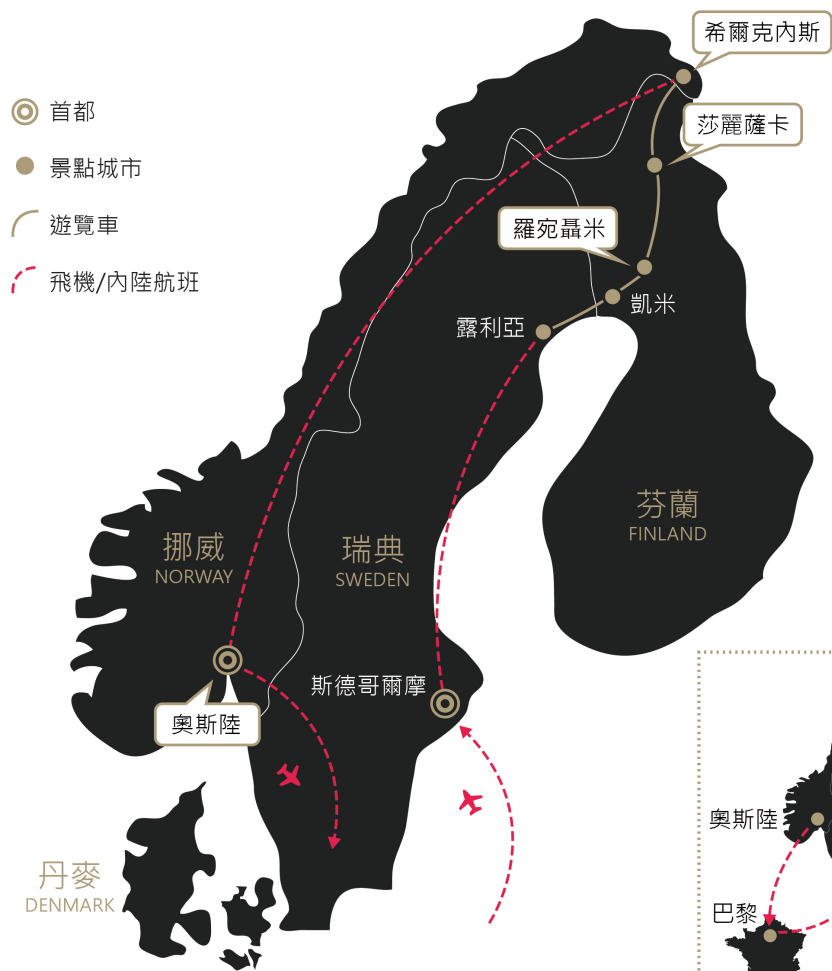 希爾克內斯
首都
莎麗薩卡
景點城市
遊覽車
羅宛聶米
飛機/內陸航班
凱米
露利亞
芬蘭
FINLAND
挪威
NORWAY
瑞典
SWEDEN
斯德哥爾摩
奧斯陸
奧斯陸
丹麥
DENMARK
巴黎